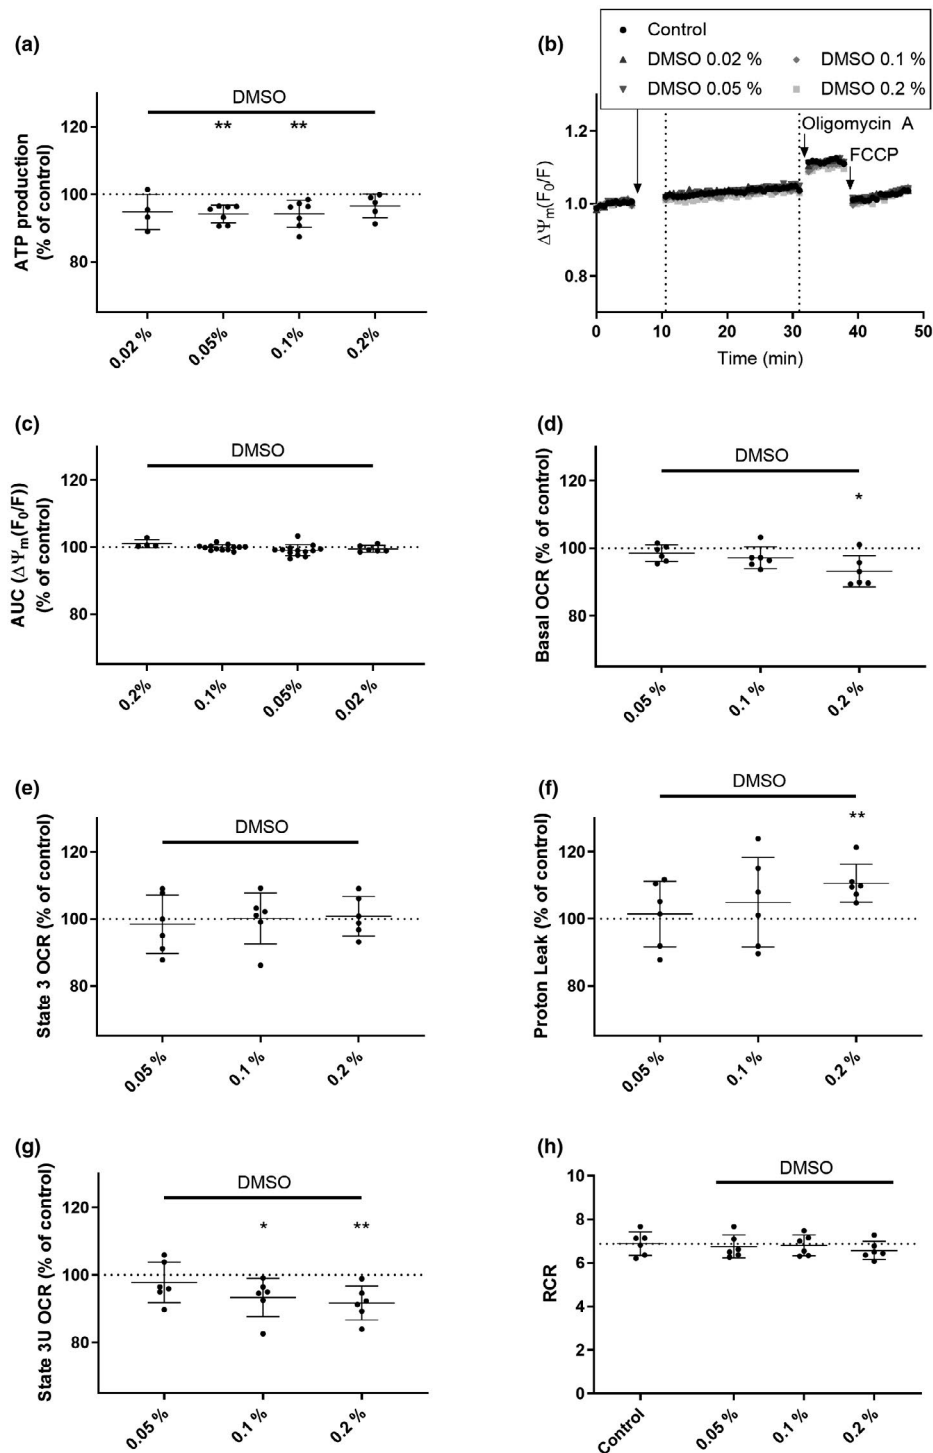 (a)
DMSO
** **
ATP production
(% of control)
120
100
80
0.02% 0.05% 0.1% 0.2%
(b)
Control
DMSO 0.02 % DMSO 0.1 %
DMSO 0.05 % DMSO 0.2 %
Oligomycin A
FCCP
ΔΨm(F0/F)
1.2
1.0
0.8
0 10 20 30 40 50
Time (min)
(c)
DMSO
AUC (ΔΨm(F0/F))
(% of control)
120
100
80
0.2% 0.1% 0.05% 0.02 %
(d)
DMSO
*
Basal OCR (% of control)
120
100
80
0.05 % 0.1 % 0.2 %
(e)
DMSO
State 3 OCR (% of control)
120
100
80
0.05 % 0.1 % 0.2 %
(f)
DMSO
**
Proton Leak (% of control)
120
100
80
0.05 % 0.1 % 0.2 %
(g)
DMSO
* **
State 3U OCR (% of control)
120
100
80
0.05 % 0.1 % 0.2 %
(h)
DMSO
RCR
10
8
6
4
2
0
Control 0.05 % 0.1 % 0.2 %